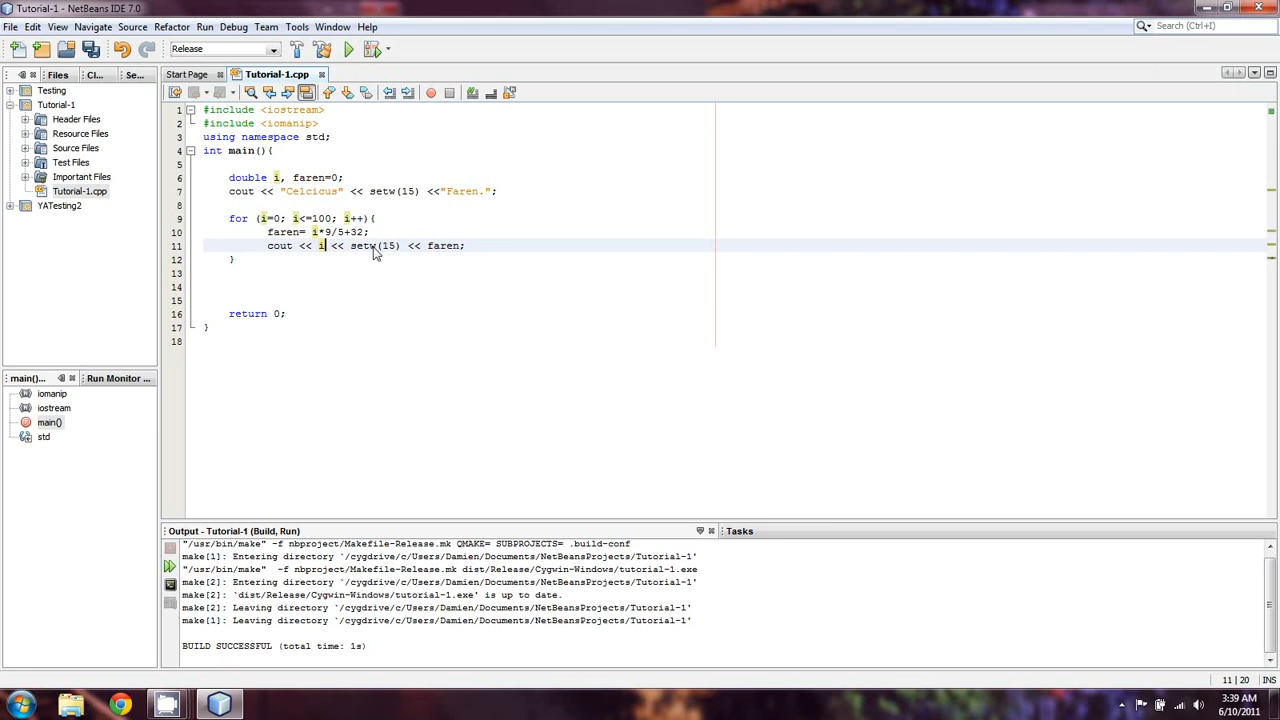 Tutorial-1 - NetBeans IDE 7.0
File Edit View Navigate Source Refactor Run Debug Team Tools Window Help
Search (Ctrl+I)
Release
Files Cl... Se...
Start Page Tutorial-1.cpp
Testing
Tutorial-1
Header Files
Resource Files
Source Files
Test Files
Important Files
Tutorial-1.cpp
YATesting2
1 #include <iostream>
2 #include <iomanip>
3 using namespace std;
4 int main(){
5
6 double i, faren=0;
7 cout << "Celcicus" << setw(15) <<"Faren.";
8
9 for (i=0; i<=100; i++){
10 faren= i*9/5+32;
11 cout << i << setw(15) << faren;
12 }
13
14
15
16 return 0;
17 }
18
main()... Run Monitor ...
iomanip
iostream
main()
std
Output - Tutorial-1 (Build, Run) Tasks
"/usr/bin/make" -f nbproject/Makefile-Release.mk QMAKE= SUBPROJECTS= .build-conf
make[1]: Entering directory `/cygdrive/c/Users/Damien/Documents/NetBeansProjects/Tutorial-1'
"/usr/bin/make"  -f nbproject/Makefile-Release.mk dist/Release/Cygwin-Windows/tutorial-1.exe
make[2]: Entering directory `/cygdrive/c/Users/Damien/Documents/NetBeansProjects/Tutorial-1'
make[2]: `dist/Release/Cygwin-Windows/tutorial-1.exe' is up to date.
make[2]: Leaving directory `/cygdrive/c/Users/Damien/Documents/NetBeansProjects/Tutorial-1'
make[1]: Leaving directory `/cygdrive/c/Users/Damien/Documents/NetBeansProjects/Tutorial-1'
BUILD SUCCESSFUL (total time: 1s)
11 | 20 INS
3:39 AM
6/10/2011